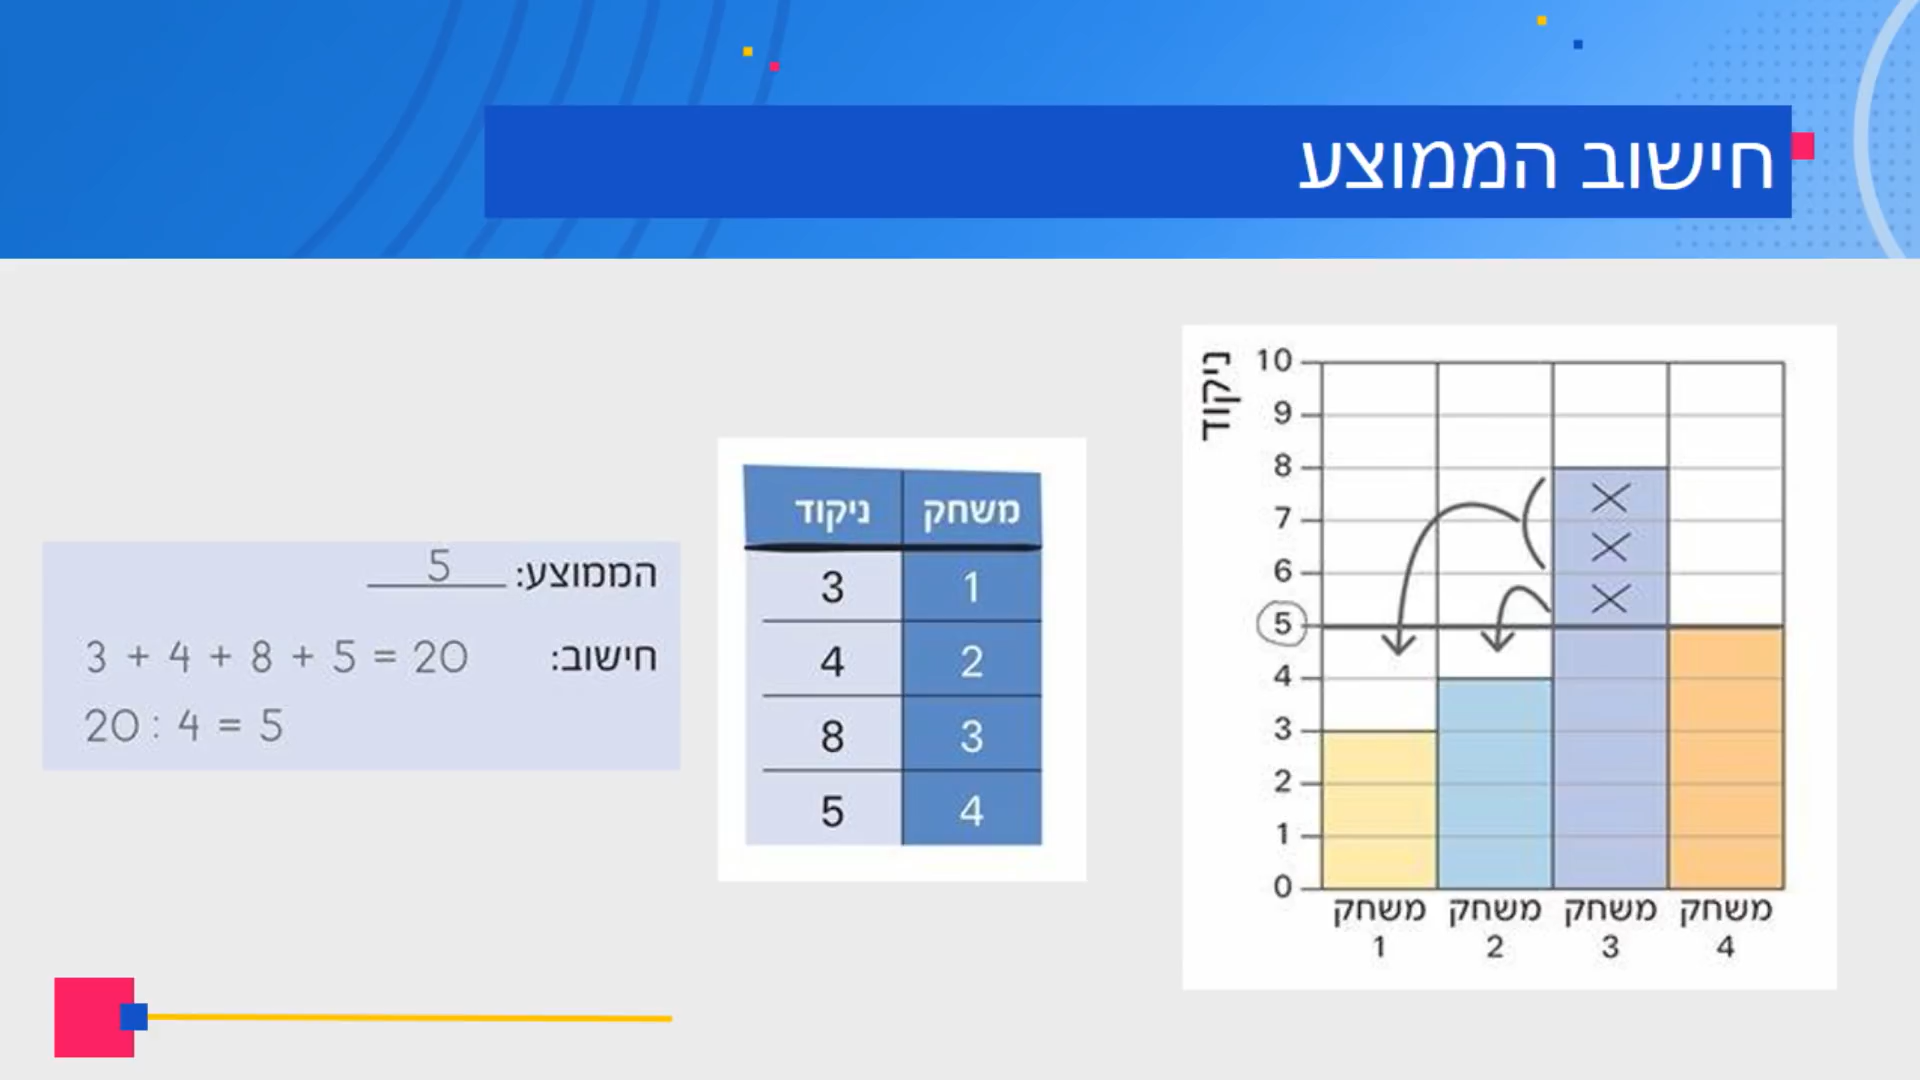 חישוב הממוצע
ניקוד
10
9
8
7
6
5
4
3
2
1
0
משחק 1
משחק 2
משחק 3
משחק 4
משחק ניקוד
1 3
2 4
3 8
4 5
הממוצע: 5
חישוב: 3 + 4 + 8 + 5 = 20
20 : 4 = 5